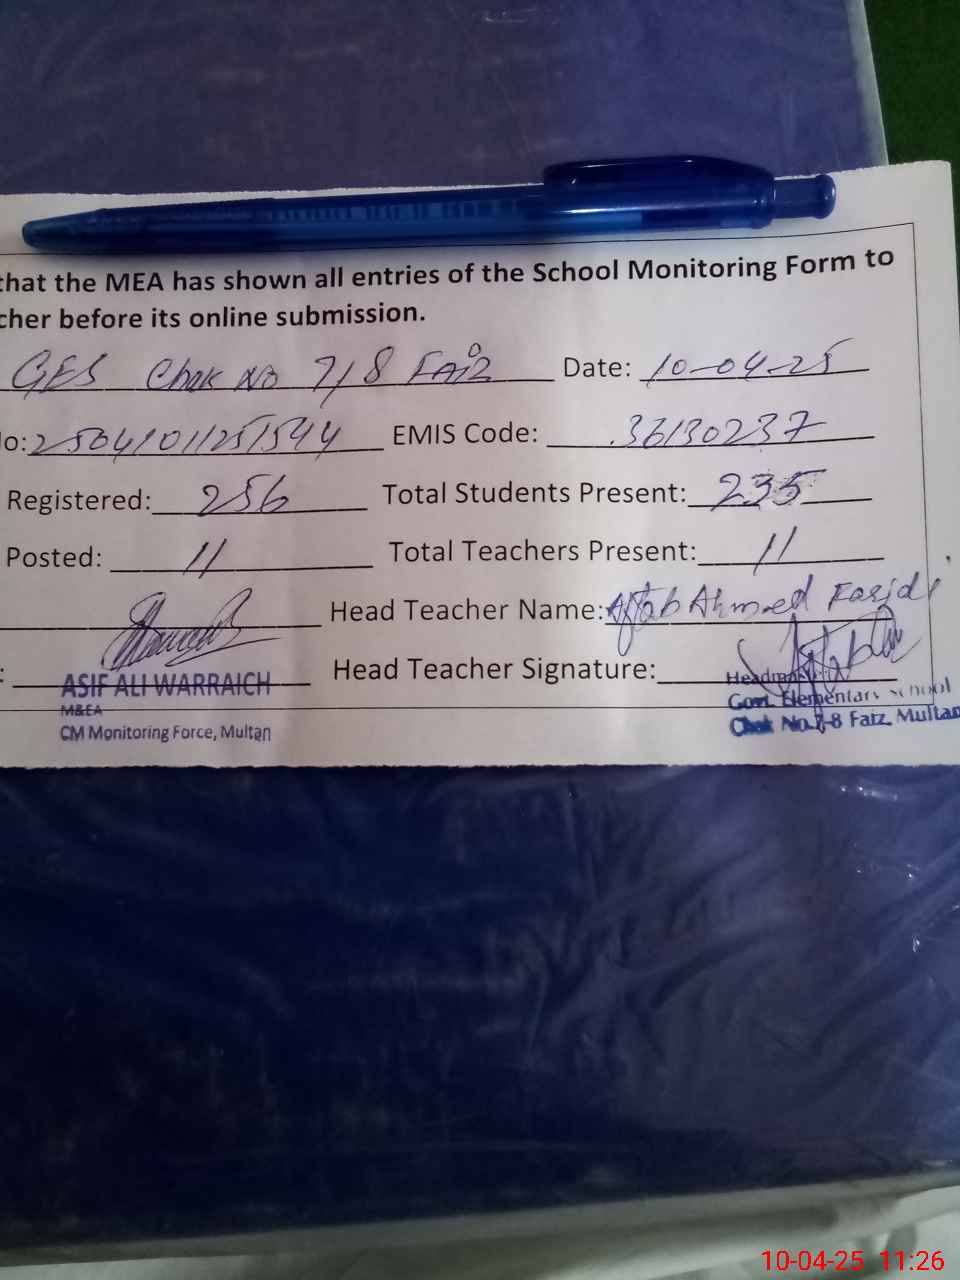 that the MEA has shown all entries of the School Monitoring Form to
cher before its online submission.
GES Chak No 7/8 FAiz Date: 10-04-25
lo: 250410112151544 EMIS Code: 36130237
Registered: 256 Total Students Present: 235
Posted: 11 Total Teachers Present: 11
Head Teacher Name: Aftab Ahmed Faridi
: Head Teacher Signature:
ASIF ALI WARRAICH
M&EA
CM Monitoring Force, Multan
Headmaster
Govt. Elementary School
Chak No.7-8 Faiz Multan
10-04-25 11:26